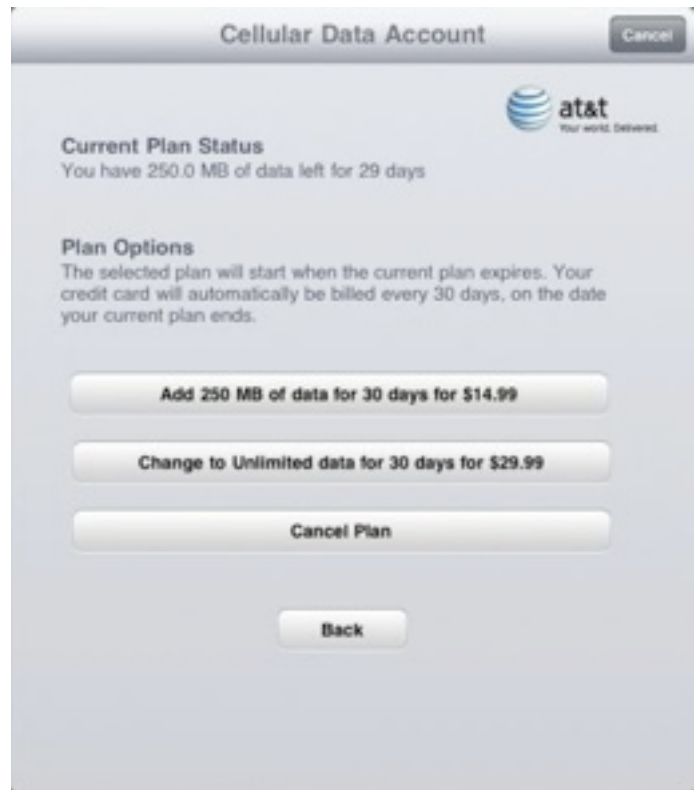 Cellular Data Account
Cancel
at&t
Your world. Delivered.
Current Plan Status
You have 250.0 MB of data left for 29 days
Plan Options
The selected plan will start when the current plan expires. Your
credit card will automatically be billed every 30 days, on the date
your current plan ends.
Add 250 MB of data for 30 days for $14.99
Change to Unlimited data for 30 days for $29.99
Cancel Plan
Back